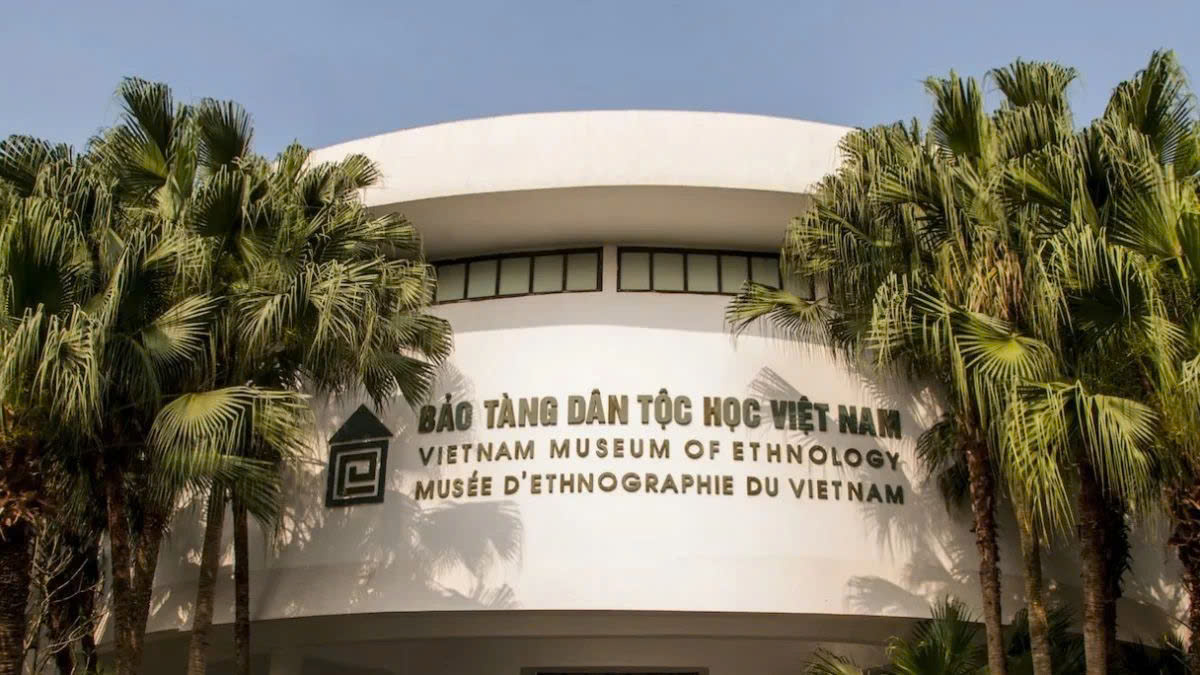 BẢO TÀNG DÂN TỘC HỌC VIỆT NAM
VIETNAM MUSEUM OF ETHNOLOGY
MUSÉE D'ETHNOGRAPHIE DU VIETNAM